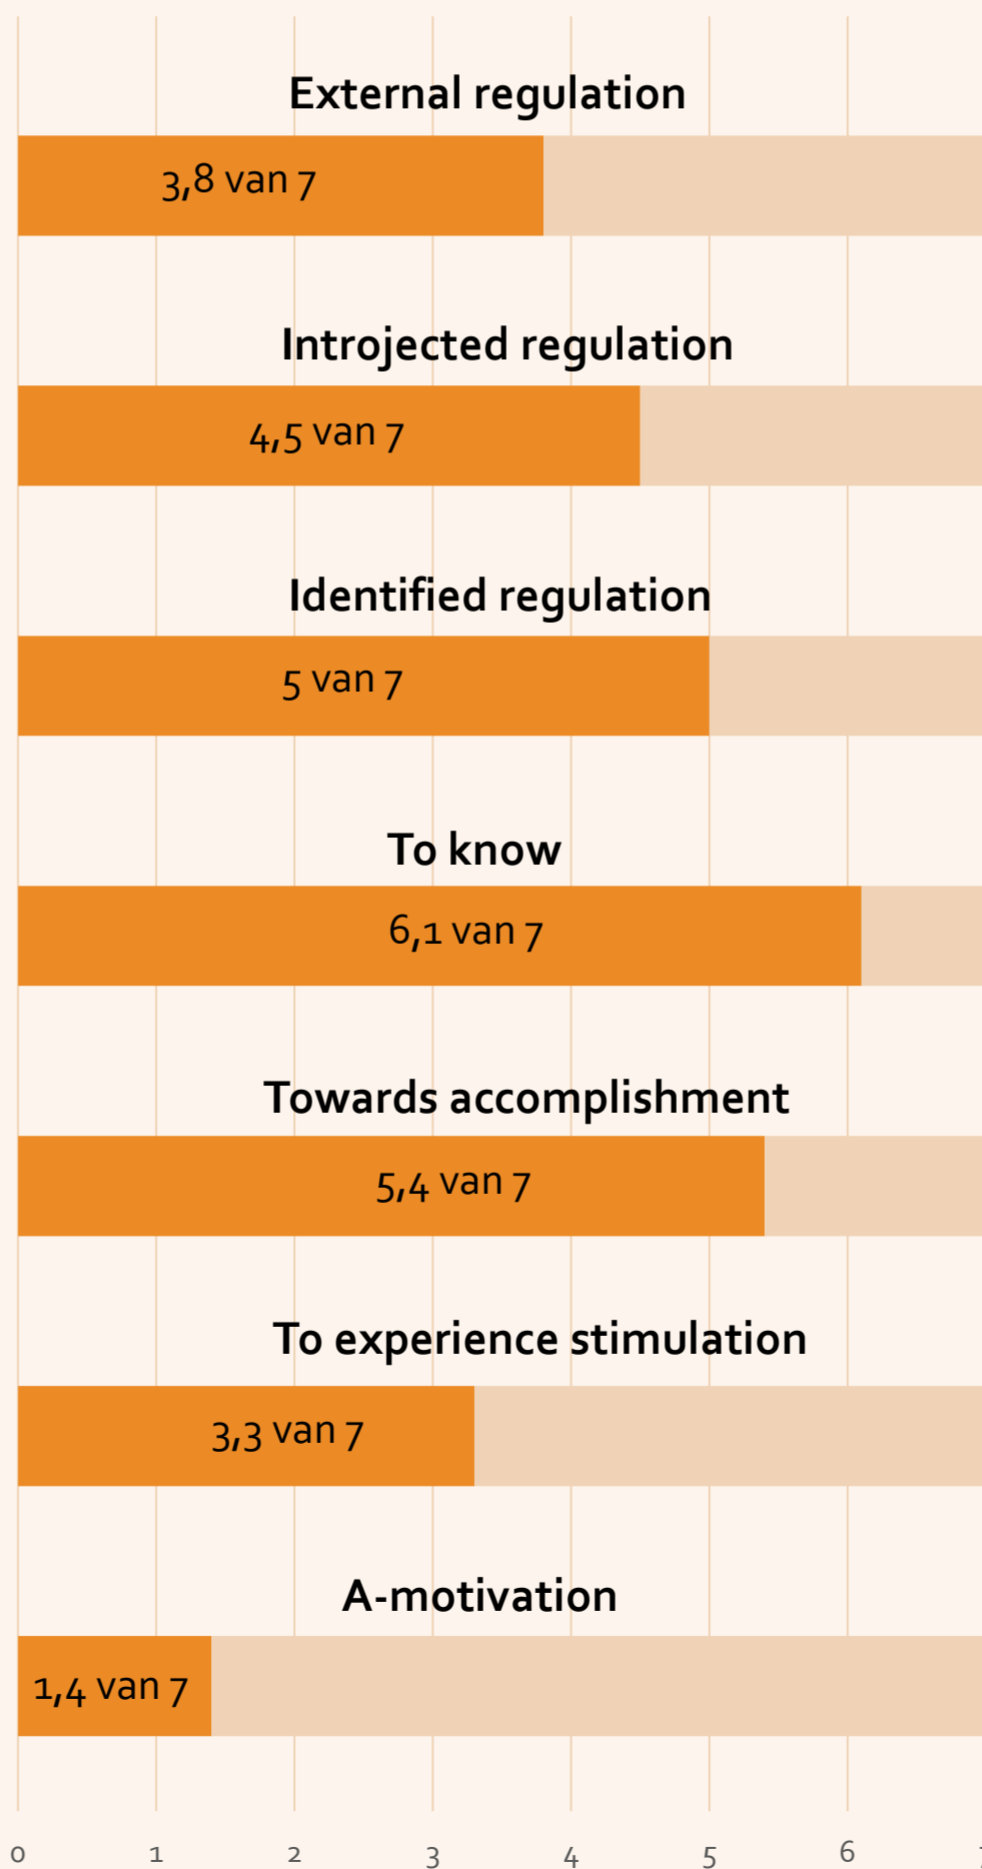 External regulation
3,8 van 7
Introjected regulation
4,5 van 7
Identified regulation
5 van 7
To know
6,1 van 7
Towards accomplishment
5,4 van 7
To experience stimulation
3,3 van 7
A-motivation
1,4 van 7
0 1 2 3 4 5 6